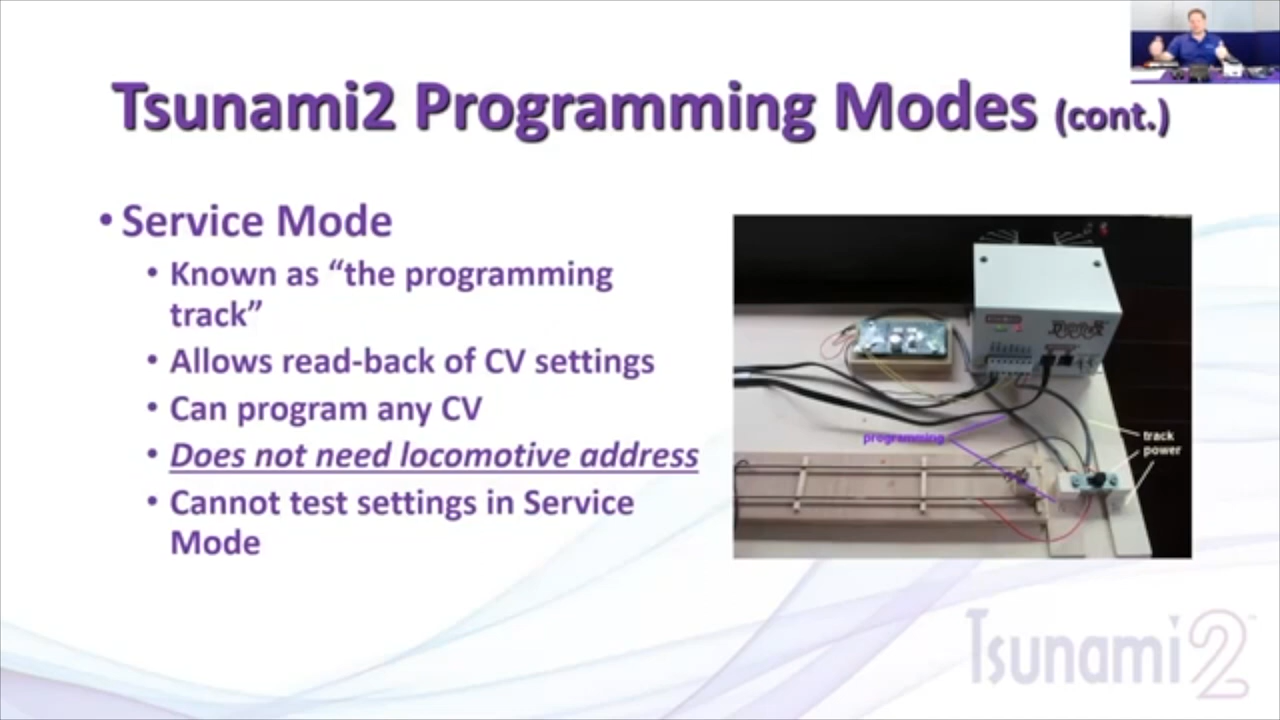 Tsunami2 Programming Modes (cont.)
• Service Mode
• Known as “the programming
track”
• Allows read-back of CV settings
• Can program any CV
• Does not need locomotive address
• Cannot test settings in Service
Mode
programming
track
power
Tsunami2